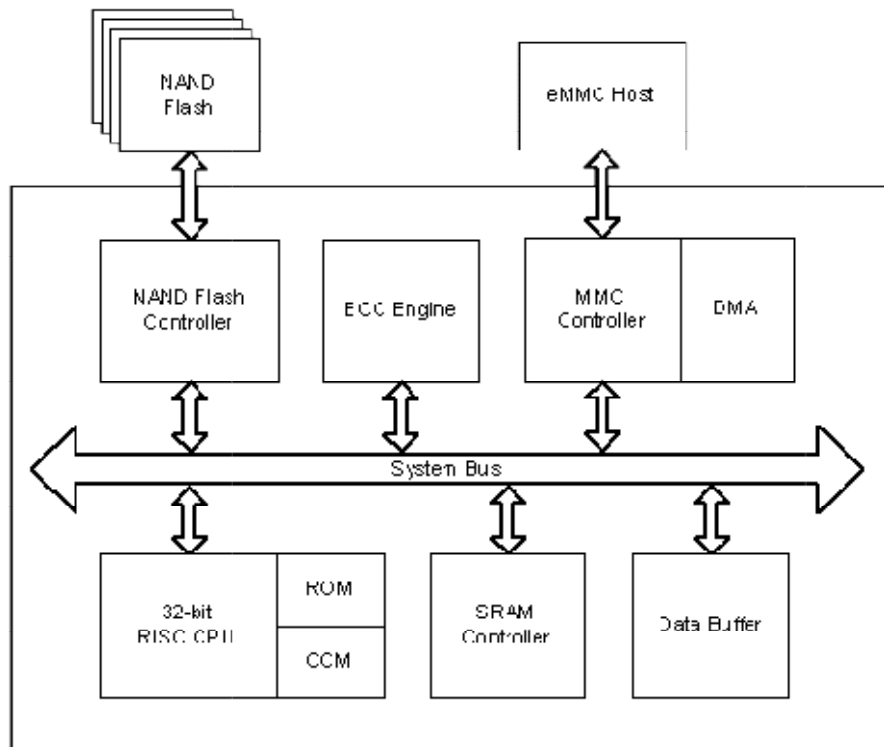 NAND
Flash
eMMC Host
NAND Flash
Controller
ECC Engine
MMC
Controller
DMA
System Bus
32-bit
RISC CPU
ROM
CCM
SRAM
Controller
Data Buffer